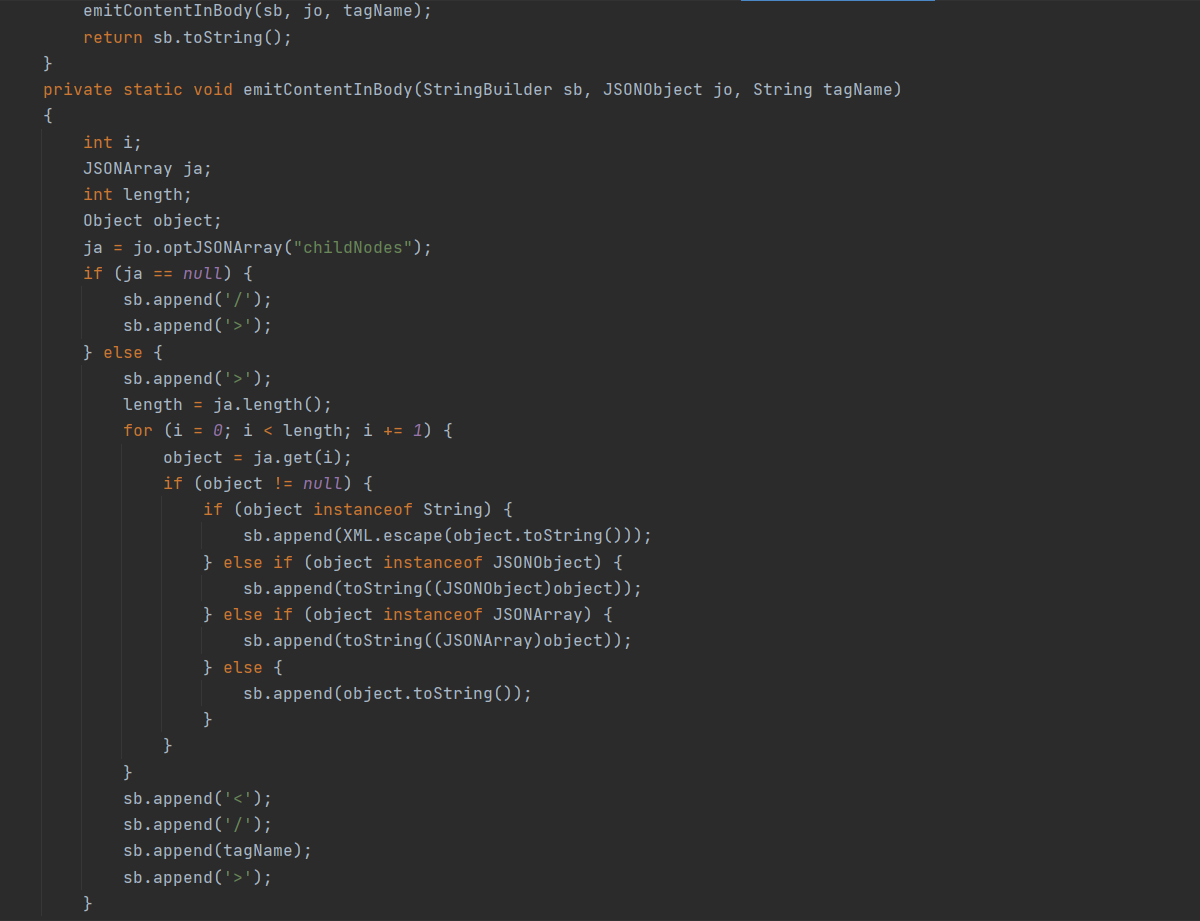 emitContentInBody(sb, jo, tagName);
return sb.toString();
}
private static void emitContentInBody(StringBuilder sb, JSONObject jo, String tagName)
{
int i;
JSONArray ja;
int length;
Object object;
ja = jo.optJSONArray("childNodes");
if (ja == null) {
sb.append('/');
sb.append('>');
} else {
sb.append('>');
length = ja.length();
for (i = 0; i < length; i += 1) {
object = ja.get(i);
if (object != null) {
if (object instanceof String) {
sb.append(XML.escape(object.toString()));
} else if (object instanceof JSONObject) {
sb.append(toString((JSONObject)object));
} else if (object instanceof JSONArray) {
sb.append(toString((JSONArray)object));
} else {
sb.append(object.toString());
}
}
}
sb.append('<');
sb.append('/');
sb.append(tagName);
sb.append('>');
}